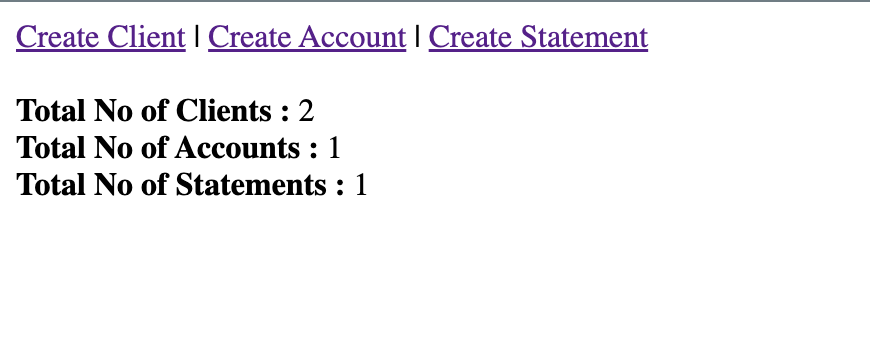 Create Client | Create Account | Create Statement
Total No of Clients : 2
Total No of Accounts : 1
Total No of Statements : 1